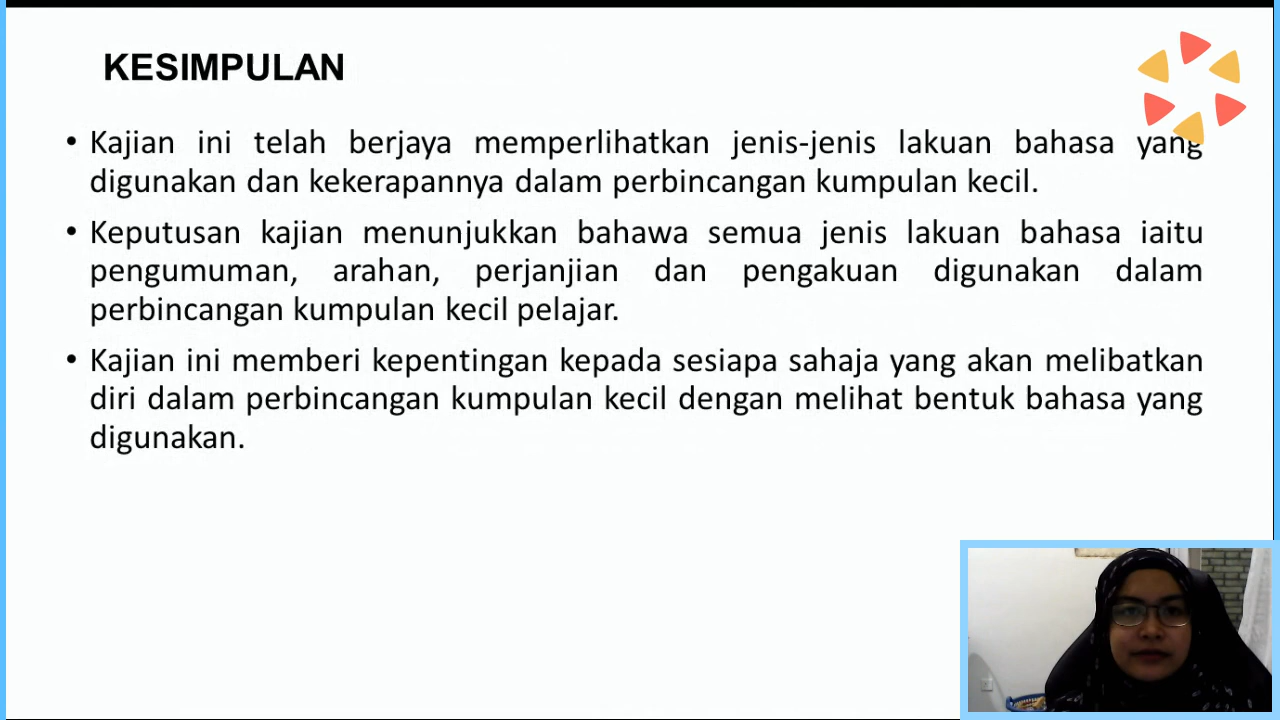 KESIMPULAN
• Kajian ini telah berjaya memperlihatkan jenis-jenis lakuan bahasa yang
digunakan dan kekerapannya dalam perbincangan kumpulan kecil.
• Keputusan kajian menunjukkan bahawa semua jenis lakuan bahasa iaitu
pengumuman, arahan, perjanjian dan pengakuan digunakan dalam
perbincangan kumpulan kecil pelajar.
• Kajian ini memberi kepentingan kepada sesiapa sahaja yang akan melibatkan
diri dalam perbincangan kumpulan kecil dengan melihat bentuk bahasa yang
digunakan.